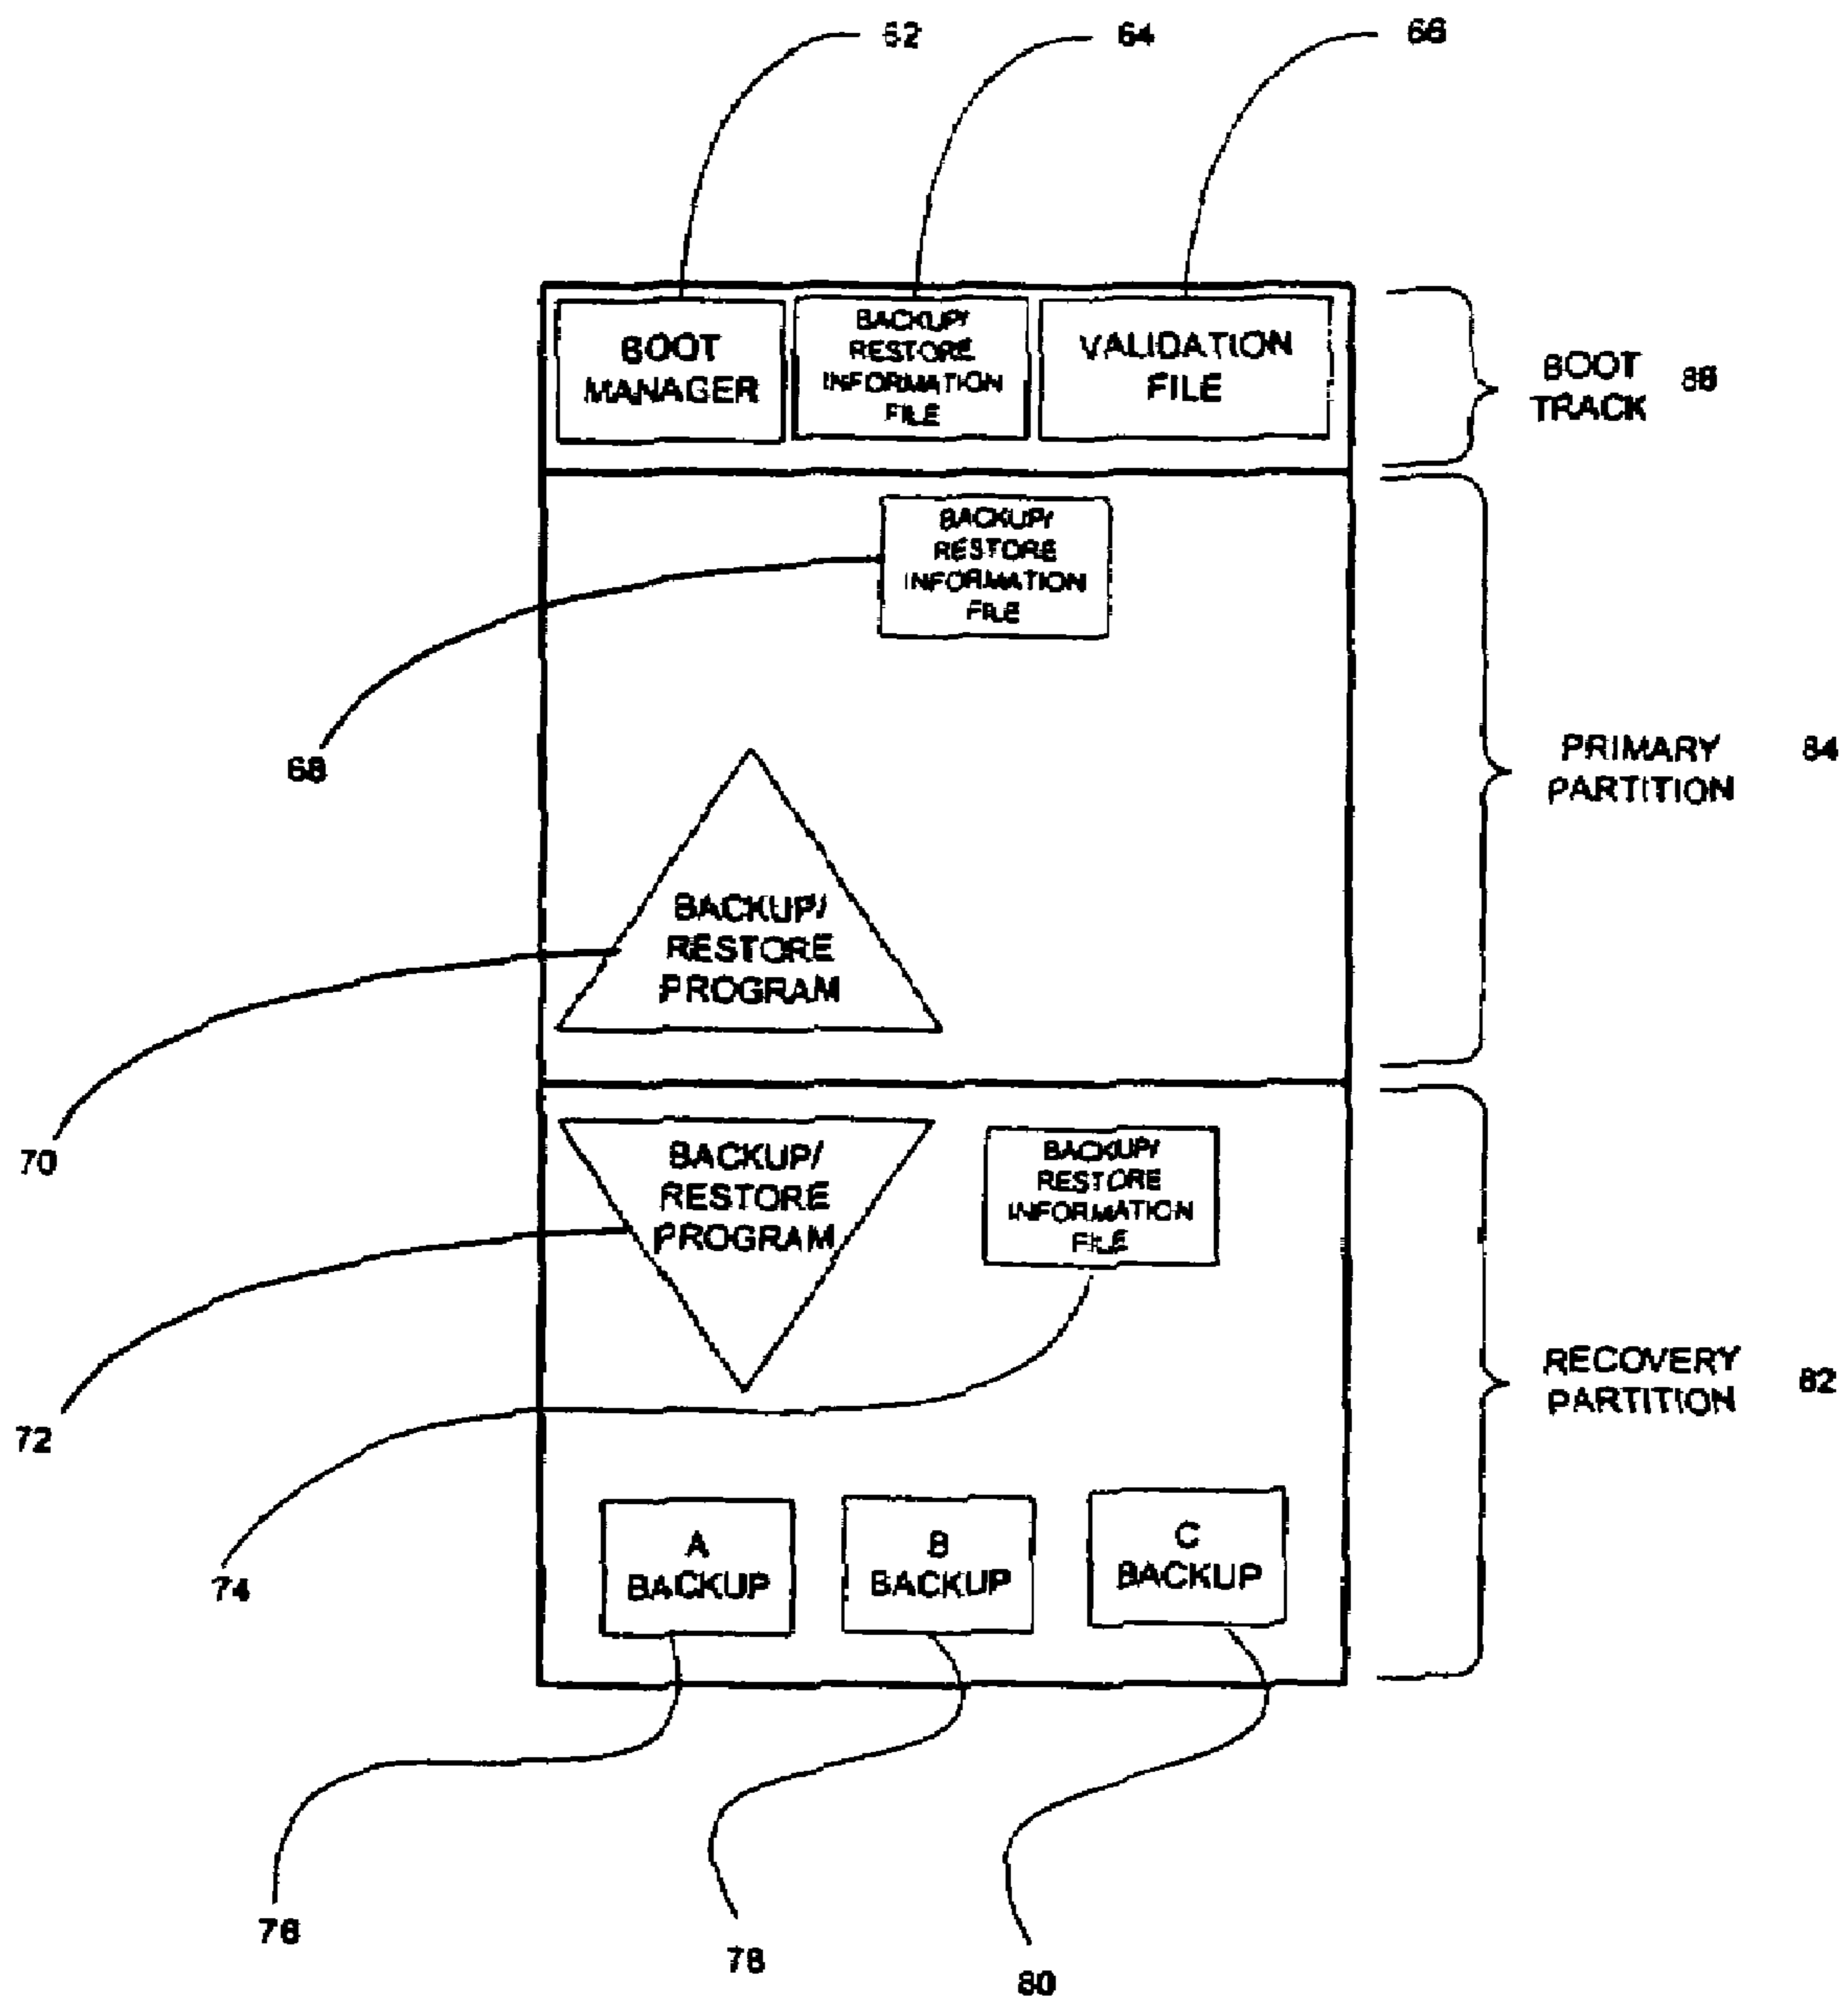 62
64
66
BOOT
MANAGER
BACKUP/
RESTORE
INFORMATION
FILE
VALIDATION
FILE
BOOT
TRACK
86
BACKUP/
RESTORE
INFORMATION
FILE
68
PRIMARY
PARTITION
84
BACKUP/
RESTORE
PROGRAM
70
BACKUP/
RESTORE
PROGRAM
72
BACKUP/
RESTORE
INFORMATION
FILE
74
RECOVERY
PARTITION
82
A
BACKUP
B
BACKUP
C
BACKUP
76
78
80